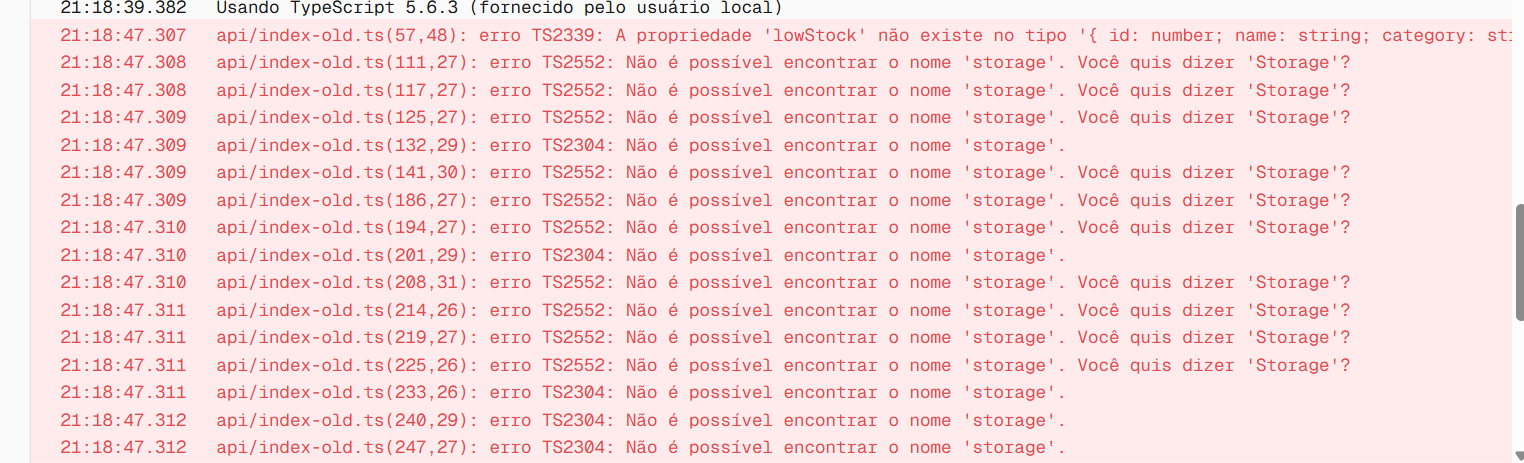 21:18:39.382 Usando TypeScript 5.6.3 (fornecido pelo usuário local)
21:18:47.307 api/index-old.ts(57,48): erro TS2339: A propriedade 'lowStock' não existe no tipo '{ id: number; name: string; category: stri
21:18:47.308 api/index-old.ts(111,27): erro TS2552: Não é possível encontrar o nome 'storage'. Você quis dizer 'Storage'?
21:18:47.308 api/index-old.ts(117,27): erro TS2552: Não é possível encontrar o nome 'storage'. Você quis dizer 'Storage'?
21:18:47.309 api/index-old.ts(125,27): erro TS2552: Não é possível encontrar o nome 'storage'. Você quis dizer 'Storage'?
21:18:47.309 api/index-old.ts(132,29): erro TS2304: Não é possível encontrar o nome 'storage'.
21:18:47.309 api/index-old.ts(141,30): erro TS2552: Não é possível encontrar o nome 'storage'. Você quis dizer 'Storage'?
21:18:47.309 api/index-old.ts(186,27): erro TS2552: Não é possível encontrar o nome 'storage'. Você quis dizer 'Storage'?
21:18:47.310 api/index-old.ts(194,27): erro TS2552: Não é possível encontrar o nome 'storage'. Você quis dizer 'Storage'?
21:18:47.310 api/index-old.ts(201,29): erro TS2304: Não é possível encontrar o nome 'storage'.
21:18:47.310 api/index-old.ts(208,31): erro TS2552: Não é possível encontrar o nome 'storage'. Você quis dizer 'Storage'?
21:18:47.311 api/index-old.ts(214,26): erro TS2552: Não é possível encontrar o nome 'storage'. Você quis dizer 'Storage'?
21:18:47.311 api/index-old.ts(219,27): erro TS2552: Não é possível encontrar o nome 'storage'. Você quis dizer 'Storage'?
21:18:47.311 api/index-old.ts(225,26): erro TS2552: Não é possível encontrar o nome 'storage'. Você quis dizer 'Storage'?
21:18:47.311 api/index-old.ts(233,26): erro TS2304: Não é possível encontrar o nome 'storage'.
21:18:47.312 api/index-old.ts(240,29): erro TS2304: Não é possível encontrar o nome 'storage'.
21:18:47.312 api/index-old.ts(247,27): erro TS2304: Não é possível encontrar o nome 'storage'.